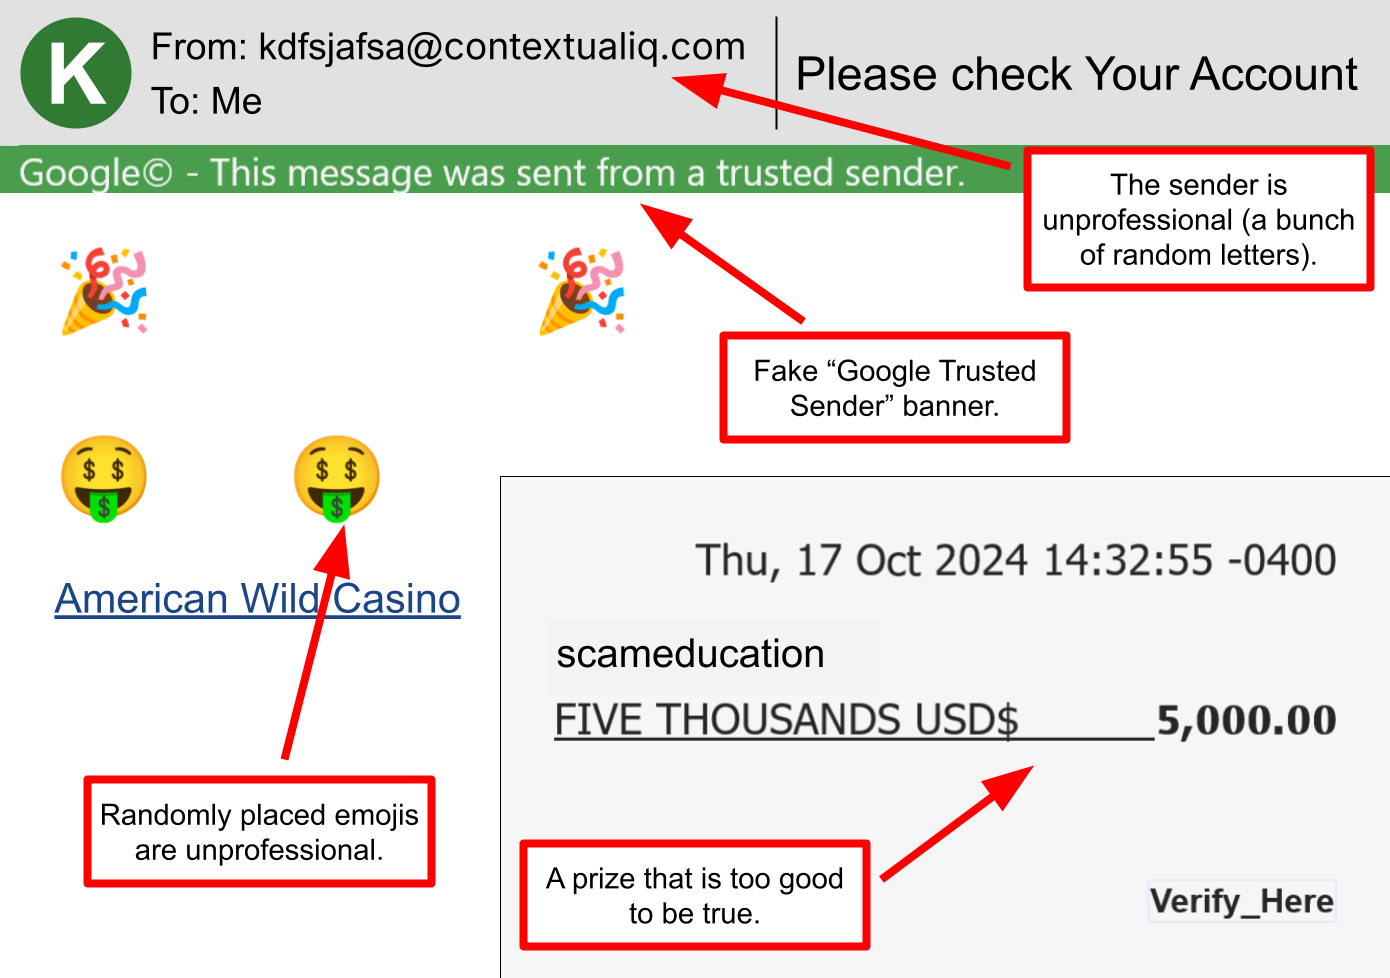 K
From: kdfsjafsa@contextualiq.com
To: Me
Please check Your Account
Google© - This message was sent from a trusted sender.
The sender is
unprofessional (a bunch
of random letters).
Fake “Google Trusted
Sender” banner.
American Wild Casino
Thu, 17 Oct 2024 14:32:55 -0400
scameducation
FIVE THOUSANDS USD$ 5,000.00
Randomly placed emojis
are unprofessional.
A prize that is too good
to be true.
Verify_Here